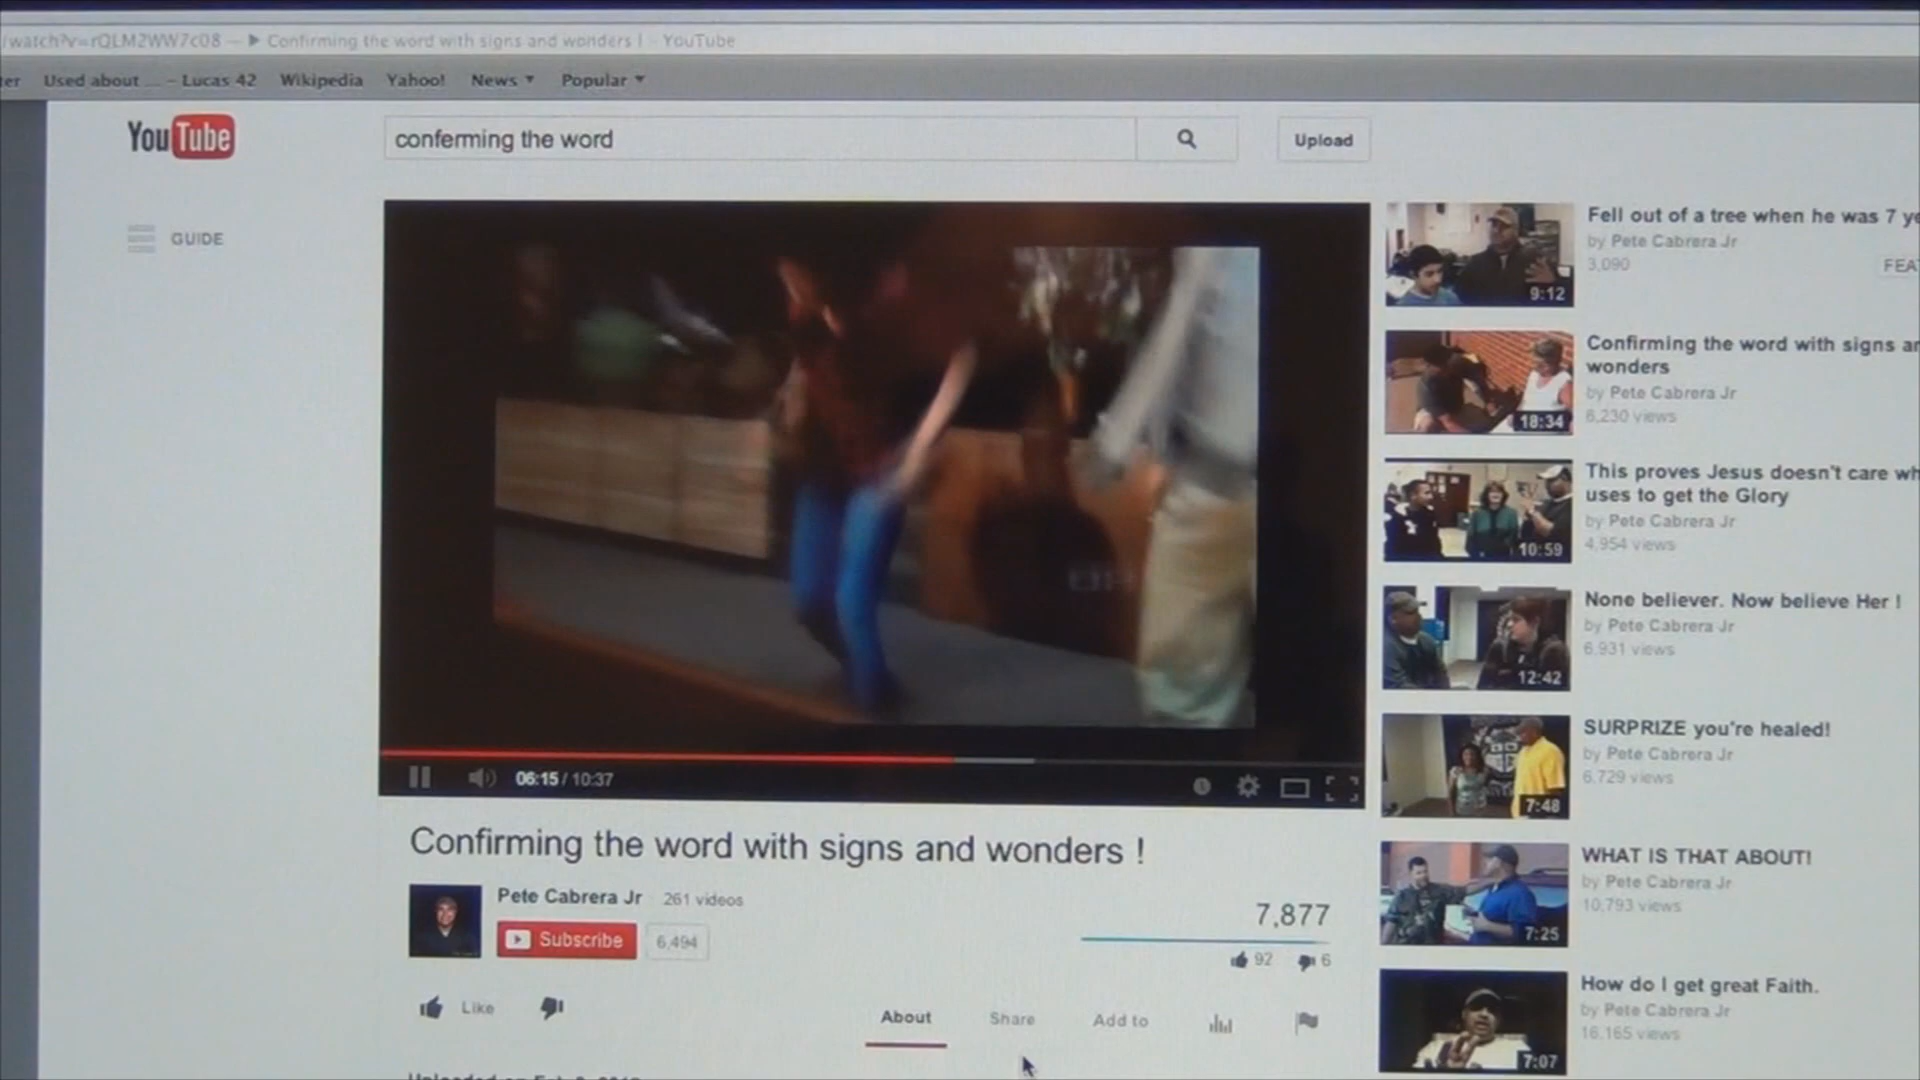 /watch?v=rQLM2WW7c08 — ▶ Confirming the word with signs and wonders ! - YouTube
ter Used about ... - Lucas 42 Wikipedia Yahoo! News ▼ Popular ▼
YouTube
conferming the word
Upload
GUIDE
06:15 / 10:37
Confirming the word with signs and wonders !
Pete Cabrera Jr 261 videos
Subscribe 6,494
7,877
92 6
Like
About Share Add to
Fell out of a tree when he was 7 ye
by Pete Cabrera Jr
3,090
FEA
9:12
Confirming the word with signs an
wonders
by Pete Cabrera Jr
6,230 views
18:34
This proves Jesus doesn't care wh
uses to get the Glory
by Pete Cabrera Jr
4,954 views
10:59
None believer. Now believe Her !
by Pete Cabrera Jr
6,931 views
12:42
SURPRIZE you're healed!
by Pete Cabrera Jr
6,729 views
7:48
WHAT IS THAT ABOUT!
by Pete Cabrera Jr
10,793 views
7:25
How do I get great Faith.
by Pete Cabrera Jr
16,165 views
7:07